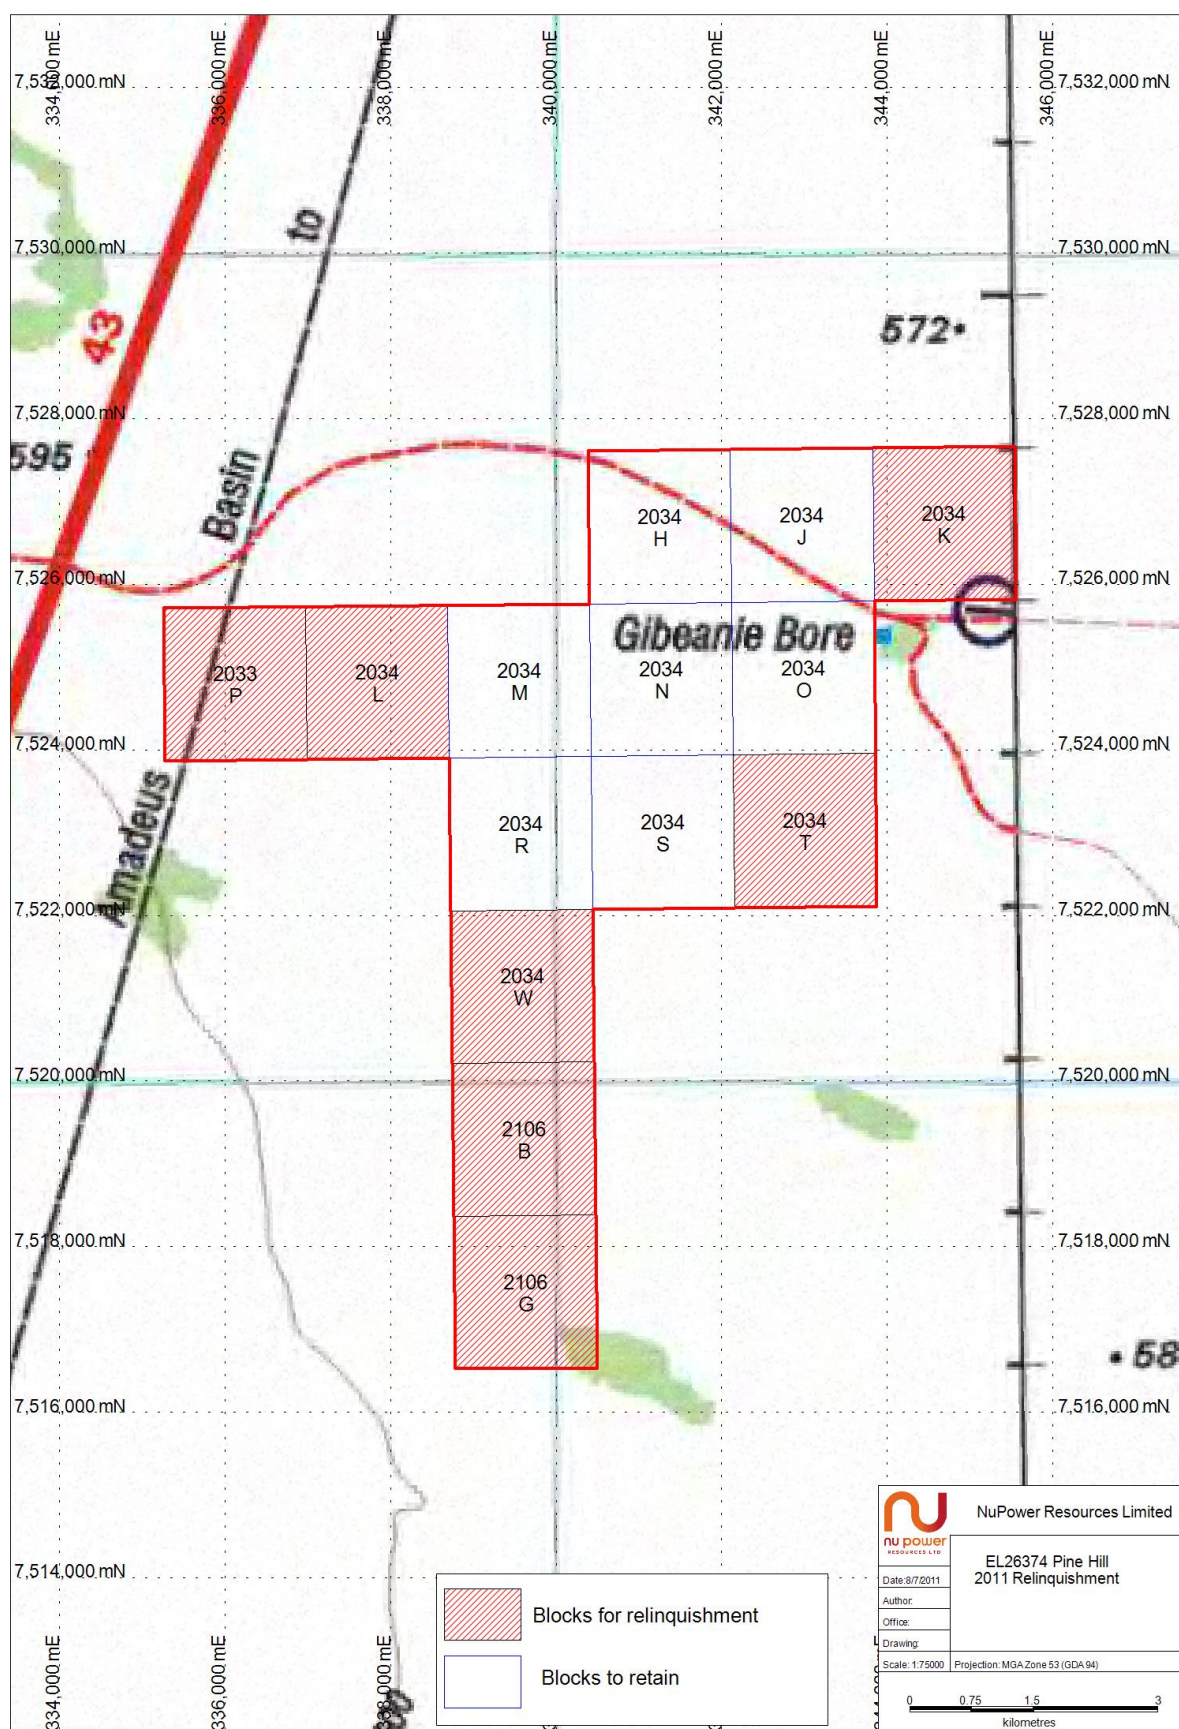 334,000 mE
336,000 mE
338,000 mE
340,000 mE
342,000 mE
344,000 mE
346,000 mE
7,532,000 mN
7,532,000 mN
to
7,530,000 mN
7,530,000 mN
43
572
7,528,000 mN
7,528,000 mN
595
Basin
2034
H
2034
J
2034
K
7,526,000 mN
7,526,000 mN
Gibeanie Bore
2033
P
2034
L
2034
M
2034
N
2034
O
7,524,000 mN
7,524,000 mN
Amadeus
2034
R
2034
S
2034
T
7,522,000 mN
7,522,000 mN
2034
W
7,520,000 mN
7,520,000 mN
2106
B
7,518,000 mN
7,518,000 mN
2106
G
58
7,516,000 mN
7,516,000 mN
7,514,000 mN
334,000 mE
336,000 mE
338,000 mE
Blocks for relinquishment
Blocks to retain
nu power
RESOURCES LTD
NuPower Resources Limited
EL26374 Pine Hill
2011 Relinquishment
Date:8/7/2011
Author:
Office:
Drawing:
Scale: 1:75000
Projection: MGA Zone 53 (GDA 94)
0 0.75 1.5 3
kilometres